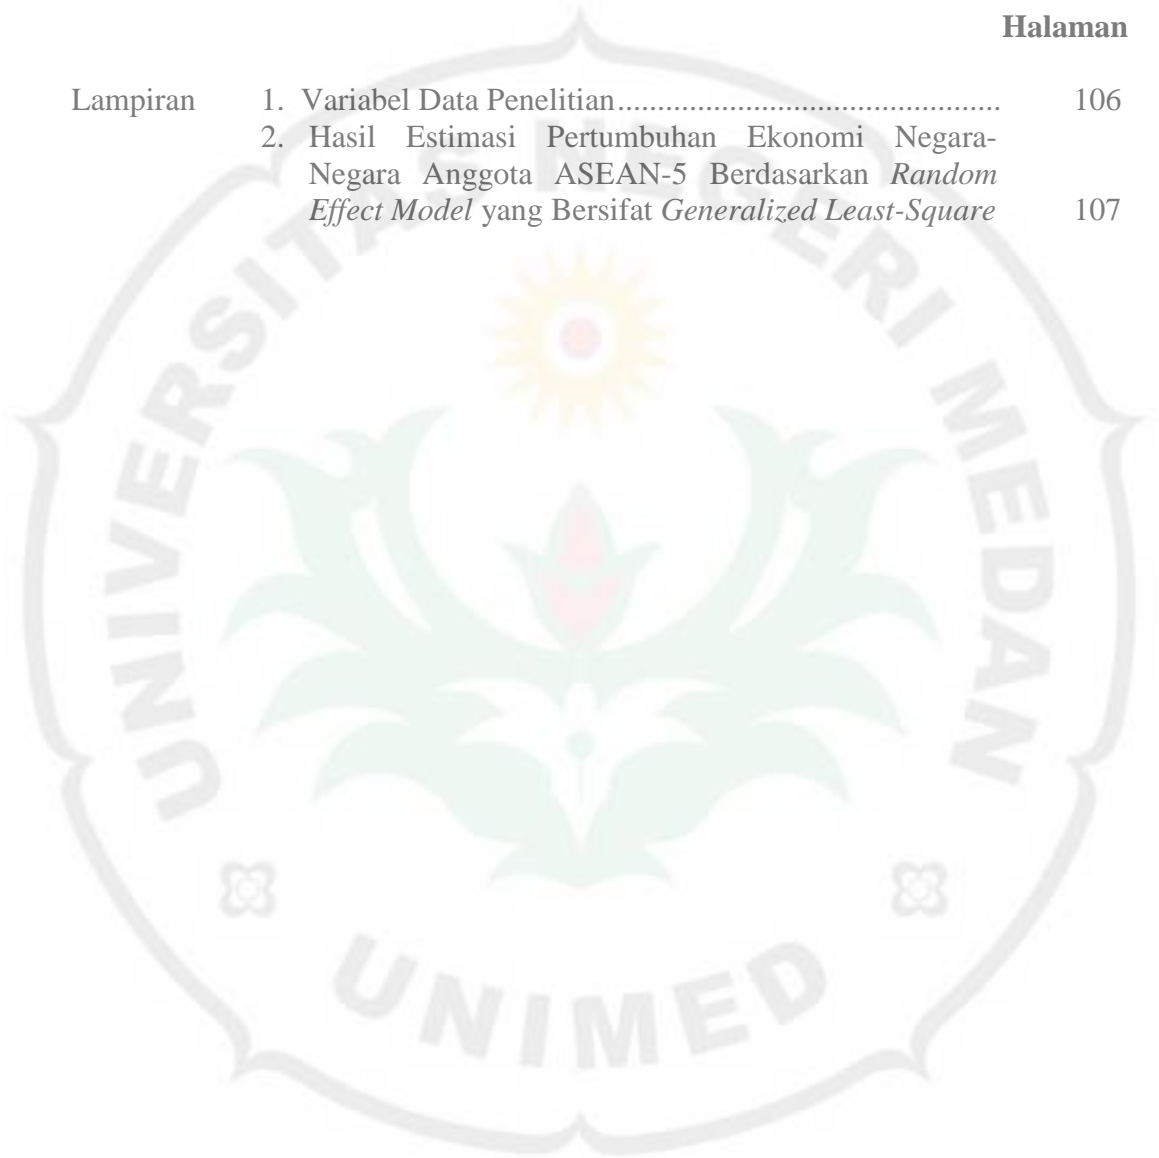 Halaman
Lampiran 1. Variabel Data Penelitian................................................ 106
2. Hasil Estimasi Pertumbuhan Ekonomi Negara-
Negara Anggota ASEAN-5 Berdasarkan Random
Effect Model yang Bersifat Generalized Least-Square 107
UNIVERSITAS NEGERI MEDAN
UNIMED